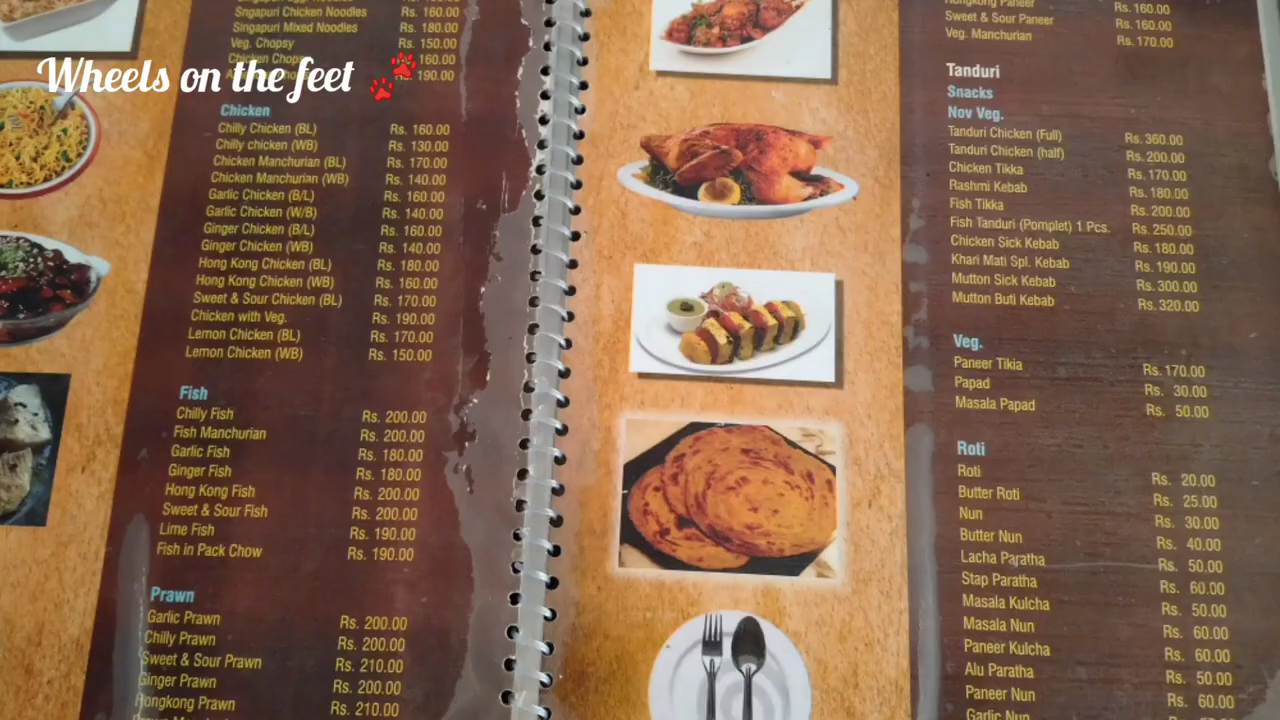 Wheels on the feet
Sngapuri Chicken Noodles Rs. 160.00
Sngapuri Mixed Noodles Rs. 180.00
Veg. Chopsy Rs. 150.00
Chicken Chopsy 160.00
Rs. 190.00
Chicken
Chilly Chicken (BL) Rs. 160.00
Chilly chicken (WB) Rs. 130.00
Chicken Manchurian (BL) Rs. 170.00
Chicken Manchurian (WB) Rs. 140.00
Garlic Chicken (B/L) Rs. 160.00
Garlic Chicken (W/B) Rs. 140.00
Ginger Chicken (B/L) Rs. 160.00
Ginger Chicken (WB) Rs. 140.00
Hong Kong Chicken (BL) Rs. 180.00
Hong Kong Chicken (WB) Rs. 160.00
Sweet & Sour Chicken (BL) Rs. 170.00
Chicken with Veg. Rs. 190.00
Lemon Chicken (BL) Rs. 170.00
Lemon Chicken (WB) Rs. 150.00
Fish
Chilly Fish Rs. 200.00
Fish Manchurian Rs. 200.00
Garlic Fish Rs. 180.00
Ginger Fish Rs. 180.00
Hong Kong Fish Rs. 200.00
Sweet & Sour Fish Rs. 200.00
Lime Fish Rs. 190.00
Fish in Pack Chow Rs. 190.00
Prawn
Garlic Prawn Rs. 200.00
Chilly Prawn Rs. 200.00
Sweet & Sour Prawn Rs. 210.00
Ginger Prawn Rs. 200.00
Hongkong Prawn Rs. 210.00
Hongkong Paneer Rs. 160.00
Sweet & Sour Paneer Rs. 160.00
Veg. Manchurian Rs. 170.00
Tanduri
Snacks
Nov Veg.
Tanduri Chicken (Full) Rs. 360.00
Tanduri Chicken (half) Rs. 200.00
Chicken Tikka Rs. 170.00
Rashmi Kebab Rs. 180.00
Fish Tikka Rs. 200.00
Fish Tanduri (Pomplet) 1 Pcs. Rs. 250.00
Chicken Sick Kebab Rs. 180.00
Khari Mati Spl. Kebab Rs. 190.00
Mutton Sick Kebab Rs. 300.00
Mutton Buti Kebab Rs. 320.00
Veg.
Paneer Tikia Rs. 170.00
Papad Rs. 30.00
Masala Papad Rs. 50.00
Roti
Roti Rs. 20.00
Butter Roti Rs. 25.00
Nun Rs. 30.00
Butter Nun Rs. 40.00
Lacha Paratha Rs. 50.00
Stap Paratha Rs. 60.00
Masala Kulcha Rs. 50.00
Masala Nun Rs. 60.00
Paneer Kulcha Rs. 60.00
Alu Paratha Rs. 50.00
Paneer Nun Rs. 60.00
Garlic Nun